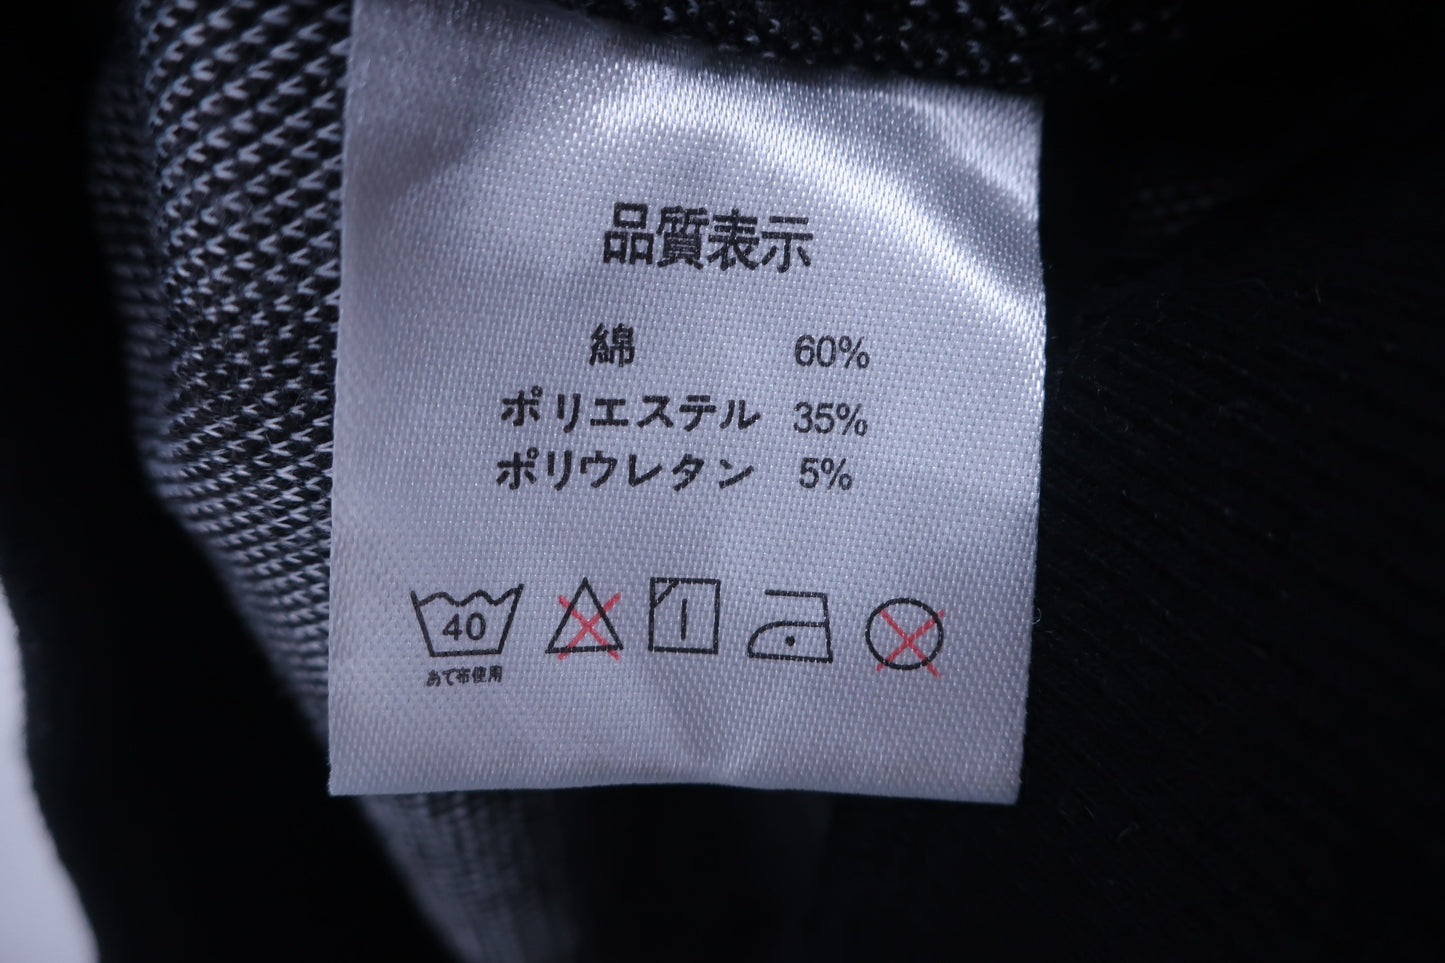 品質表示
綿 60%
ポリエステル 35%
ポリウレタン 5%
40
あて布使用